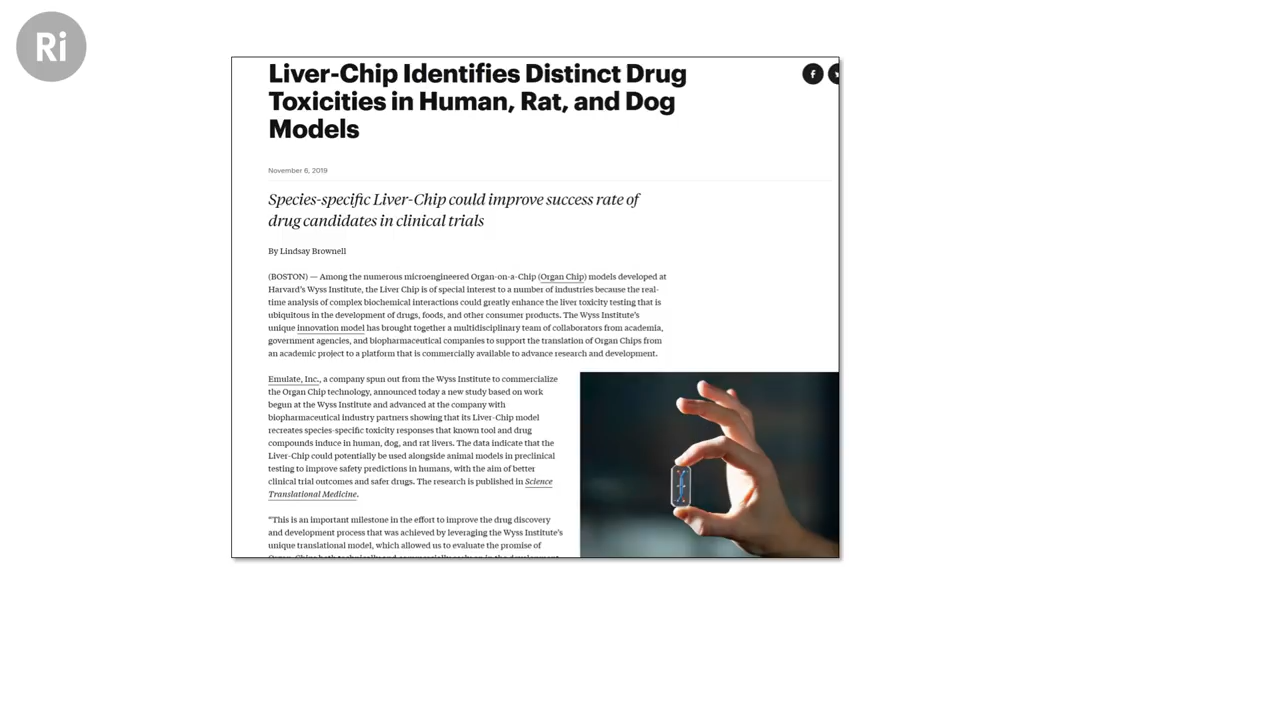 Ri
Liver-Chip Identifies Distinct Drug
Toxicities in Human, Rat, and Dog
Models
November 6, 2019
Species-specific Liver-Chip could improve success rate of
drug candidates in clinical trials
By Lindsay Brownell
(BOSTON) — Among the numerous microengineered Organ-on-a-Chip (Organ Chip) models developed at
Harvard's Wyss Institute, the Liver Chip is of special interest to a number of industries because the real-
time analysis of complex biochemical interactions could greatly enhance the liver toxicity testing that is
ubiquitous in the development of drugs, foods, and other consumer products. The Wyss Institute's
unique innovation model has brought together a multidisciplinary team of collaborators from academia,
government agencies, and biopharmaceutical companies to support the translation of Organ Chips from
an academic project to a platform that is commercially available to advance research and development.
Emulate, Inc., a company spun out from the Wyss Institute to commercialize
the Organ Chip technology, announced today a new study based on work
begun at the Wyss Institute and advanced at the company with
biopharmaceutical industry partners showing that its Liver-Chip model
recreates species-specific toxicity responses that known tool and drug
compounds induce in human, dog, and rat livers. The data indicate that the
Liver-Chip could potentially be used alongside animal models in preclinical
testing to improve safety predictions in humans, with the aim of better
clinical trial outcomes and safer drugs. The research is published in Science
Translational Medicine.
"This is an important milestone in the effort to improve the drug discovery
and development process that was achieved by leveraging the Wyss Institute's
unique translational model, which allowed us to evaluate the promise of